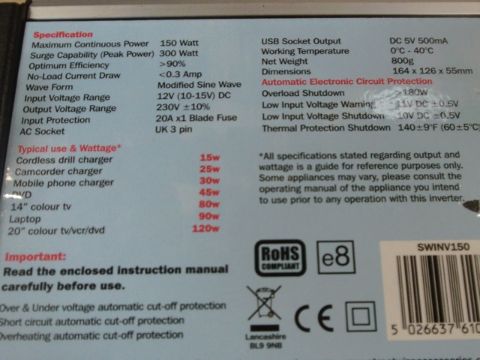 Specification
Maximum Continuous Power 150 Watt
Surge Capability (Peak Power) 300 Watt
Optimum Efficiency >90%
No-Load Current Draw <0.3 Amp
Wave Form Modified Sine Wave
Input Voltage Range 12V (10-15V) DC
Output Voltage Range 230V ±10%
Input Protection 20A x1 Blade Fuse
AC Socket UK 3 pin
USB Socket Output DC 5V 500mA
Working Temperature 0°C - 40°C
Net Weight 800g
Dimensions 164 x 126 x 55mm
Automatic Electronic Circuit Protection
Overload Shutdown >180W
Low Input Voltage Warning 11V DC ±0.5V
Low Input Voltage Shutdown 10V DC ±0.5V
Thermal Protection Shutdown 140±9°F (60±5°C)
Typical use & Wattage*
Cordless drill charger 15w
Camcorder charger 25w
Mobile phone charger 30w
DVD 45w
14" colour tv 80w
Laptop 90w
20" colour tv/vcr/dvd 120w
*All specifications stated regarding output and
wattage is a guide for reference purposes only.
Some appliances may vary, please consult the
operating manual of the appliance you intend
to use prior to any operation with this inverter.
Important:
Read the enclosed instruction manual
carefully before use.
Over & Under voltage automatic cut-off protection
Short circuit automatic cut-off protection
Overheating automatic cut-off protection
RoHS
COMPLIANT
e8
CE
Lancashire
BL9 9NB
SWINV150
5 026637 610